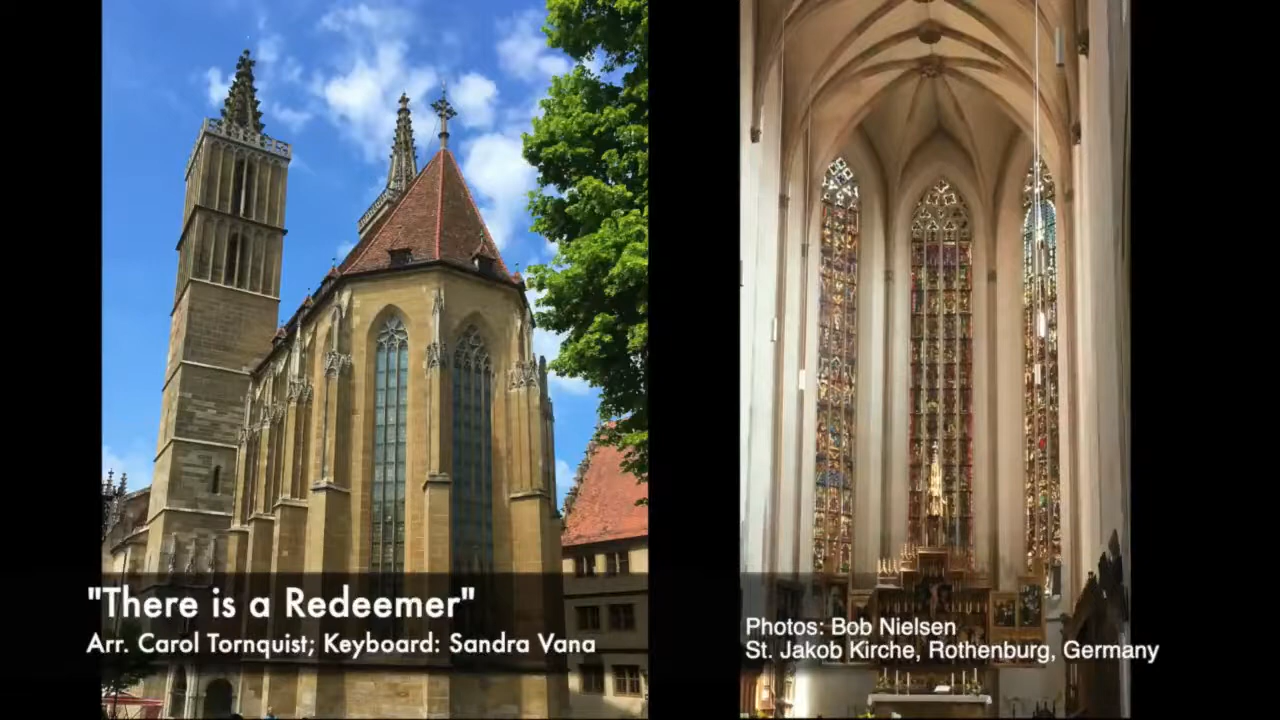 "There is a Redeemer"
Arr. Carol Tornquist; Keyboard: Sandra Vana
Photos: Bob Nielsen
St. Jakob Kirche, Rothenburg, Germany